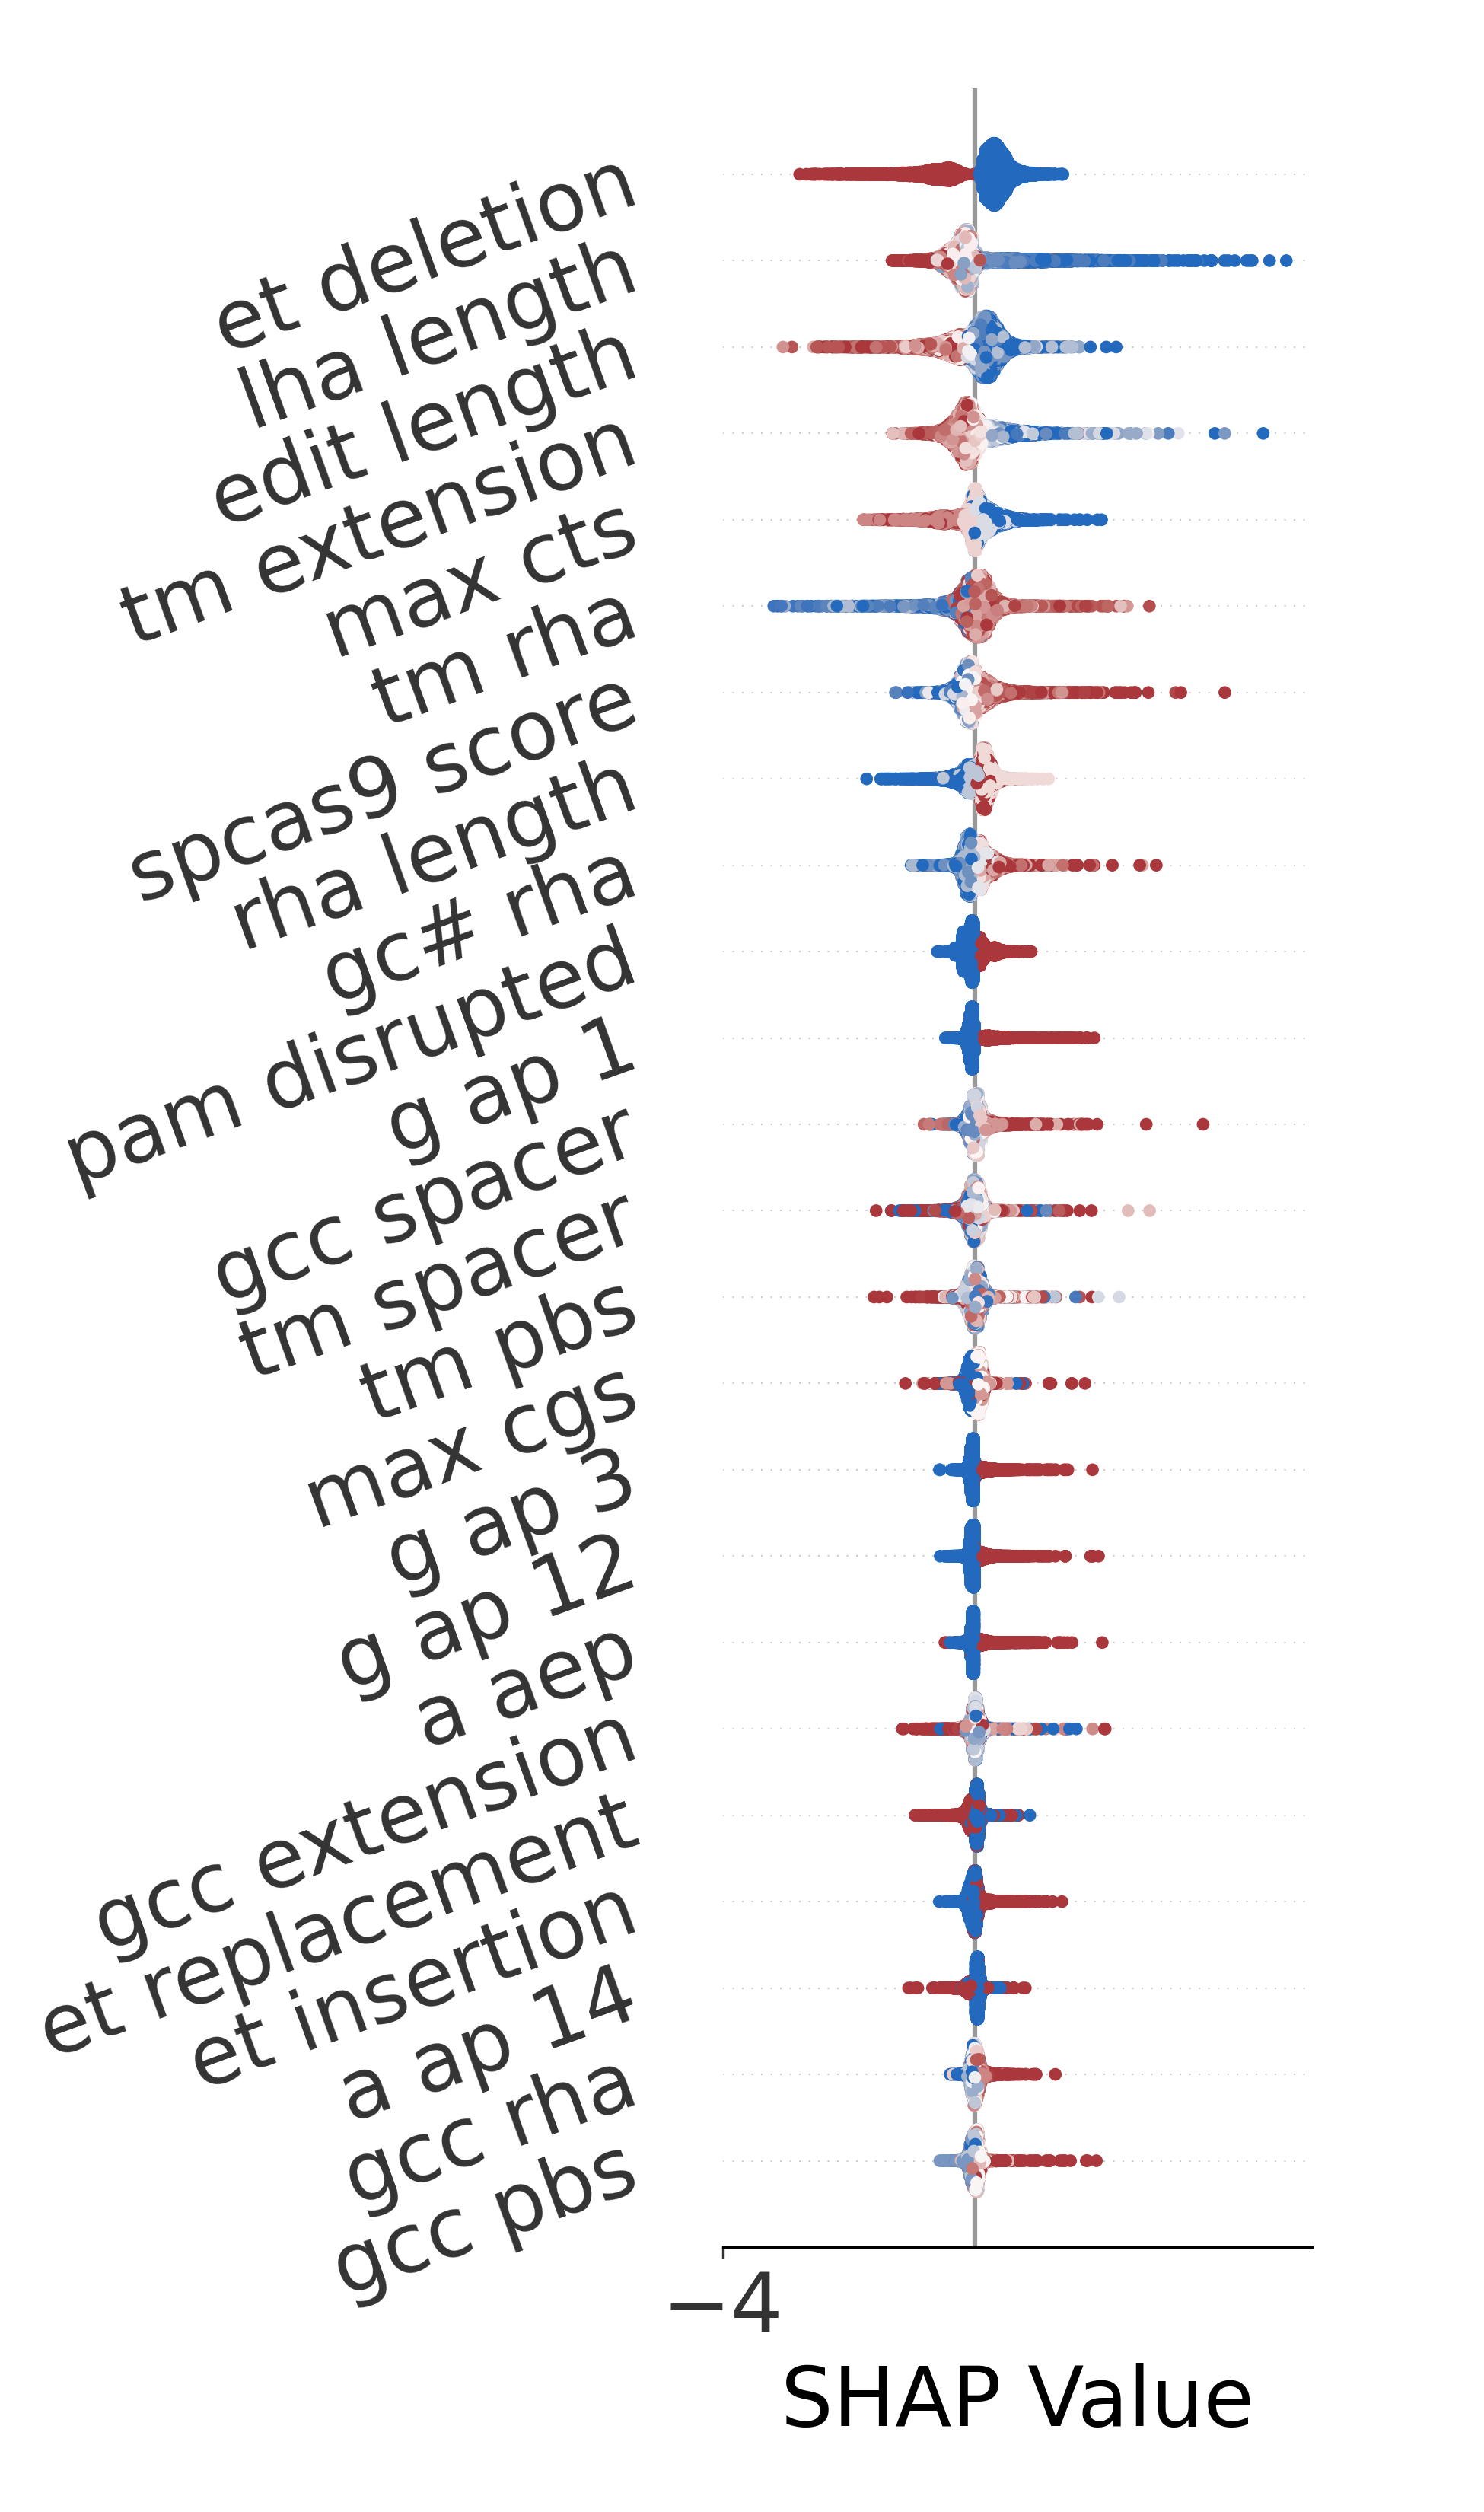 et deletion
lha length
edit length
tm extension
max cts
tm rha
spcas9 score
rha length
gc# rha
pam disrupted
g ap 1
gcc spacer
tm spacer
tm pbs
max cgs
g ap 3
g ap 12
a aep
gcc extension
et replacement
et insertion
a ap 14
gcc rha
gcc pbs
−4
SHAP Value